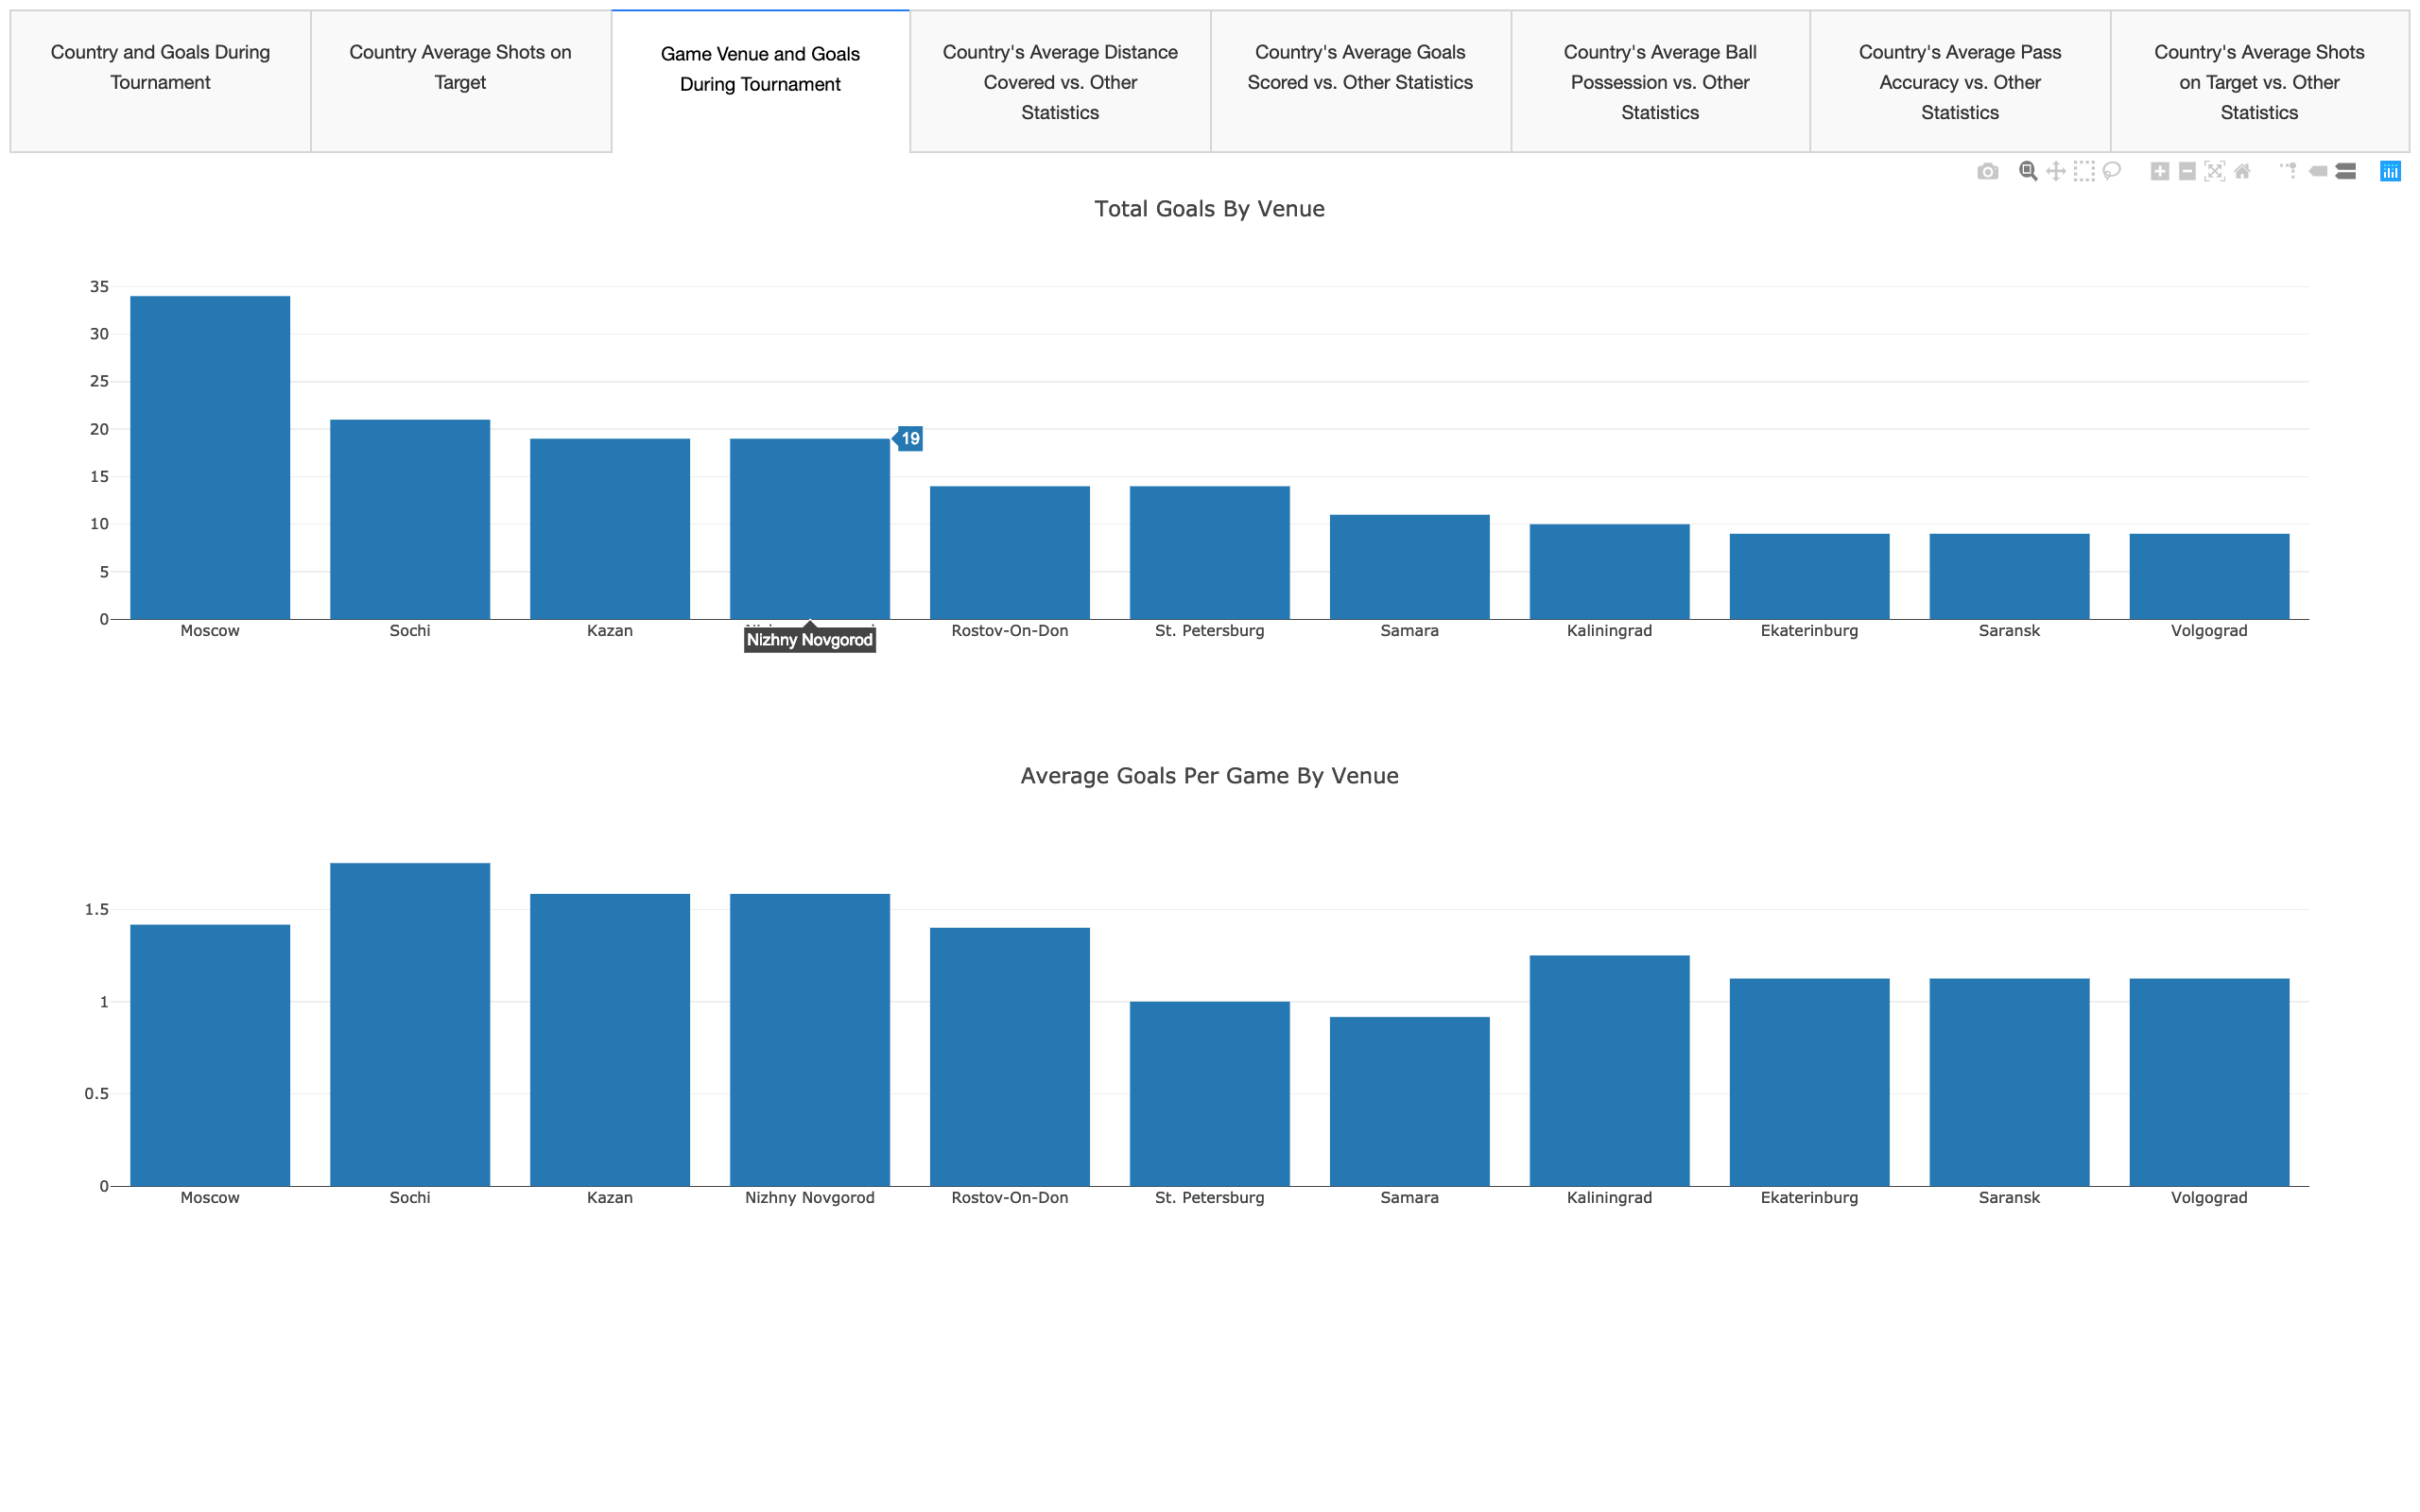 Country and Goals During
Tournament
Country Average Shots on
Target
Game Venue and Goals
During Tournament
Country's Average Distance
Covered vs. Other
Statistics
Country's Average Goals
Scored vs. Other Statistics
Country's Average Ball
Possession vs. Other
Statistics
Country's Average Pass
Accuracy vs. Other
Statistics
Country's Average Shots
on Target vs. Other
Statistics
Total Goals By Venue
35
30
25
20
15
10
5
0
19
Moscow
Sochi
Kazan
Nizhny Novgorod
Rostov-On-Don
St. Petersburg
Samara
Kaliningrad
Ekaterinburg
Saransk
Volgograd
Average Goals Per Game By Venue
1.5
1
0.5
0
Moscow
Sochi
Kazan
Nizhny Novgorod
Rostov-On-Don
St. Petersburg
Samara
Kaliningrad
Ekaterinburg
Saransk
Volgograd